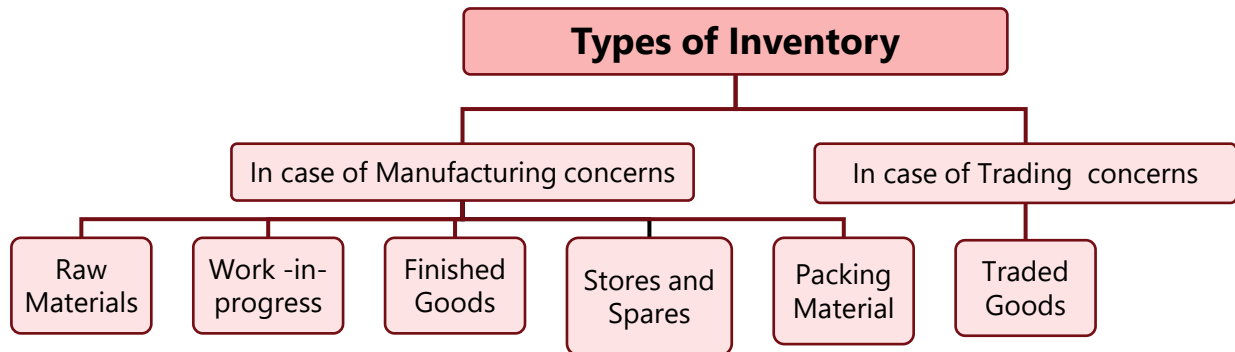 Types of Inventory
In case of Manufacturing concerns
In case of Trading  concerns
Raw
Materials
Work -in-
progress
Finished
Goods
Stores and
Spares
Packing
Material
Traded
Goods